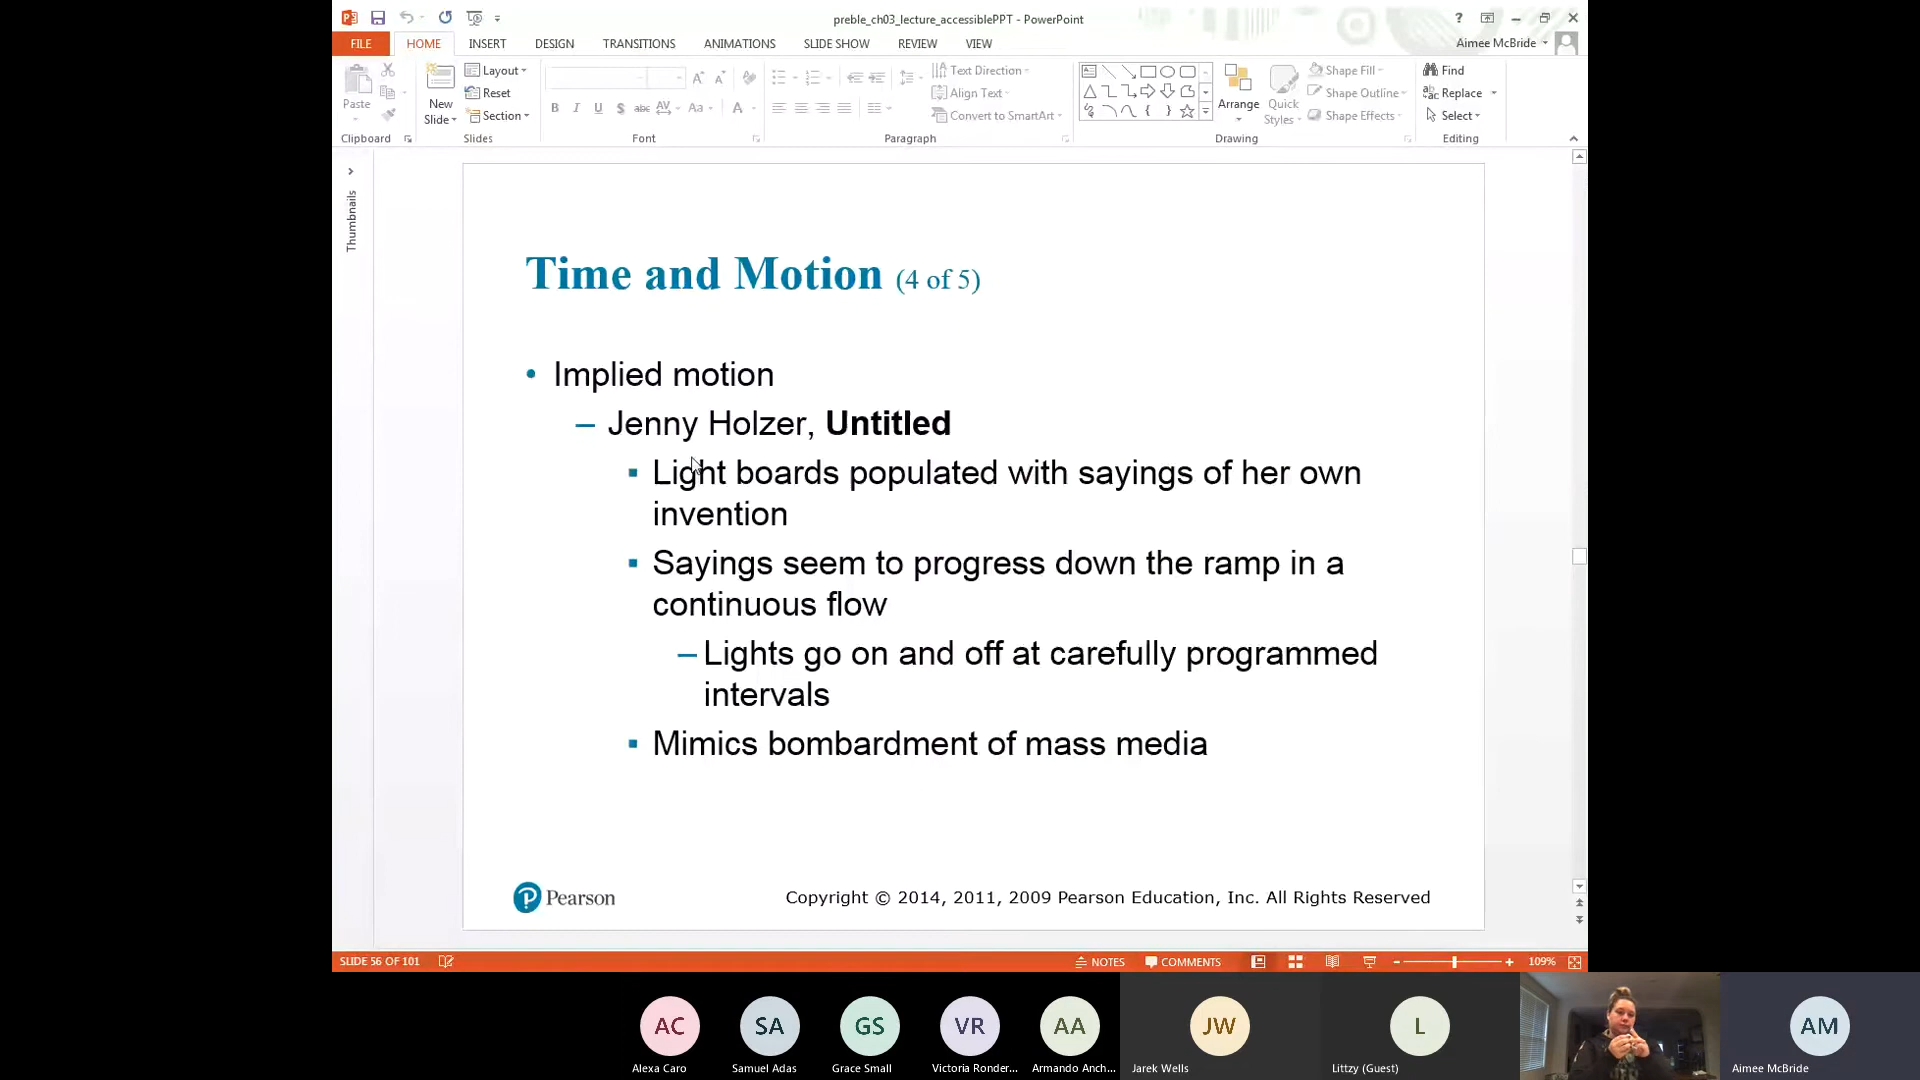 preble_ch03_lecture_accessiblePPT - PowerPoint
FILE HOME INSERT DESIGN TRANSITIONS ANIMATIONS SLIDE SHOW REVIEW VIEW
Aimee McBride
Paste
Clipboard
New
Slide
Layout
Reset
Section
Slides
Font
Text Direction
Align Text
Convert to SmartArt
Paragraph
Arrange
Quick
Styles
Shape Fill
Shape Outline
Shape Effects
Drawing
Find
Replace
Select
Editing
Thumbnails
Time and Motion (4 of 5)
• Implied motion
– Jenny Holzer, Untitled
▪ Light boards populated with sayings of her own
invention
▪ Sayings seem to progress down the ramp in a
continuous flow
– Lights go on and off at carefully programmed
intervals
▪ Mimics bombardment of mass media
Pearson
Copyright © 2014, 2011, 2009 Pearson Education, Inc. All Rights Reserved
SLIDE 56 OF 101
NOTES
COMMENTS
109%
AC
SA
GS
VR
AA
JW
L
AM
Alexa Caro
Samuel Adas
Grace Small
Victoria Ronder...
Armando Anch...
Jarek Wells
Littzy (Guest)
Aimee McBride